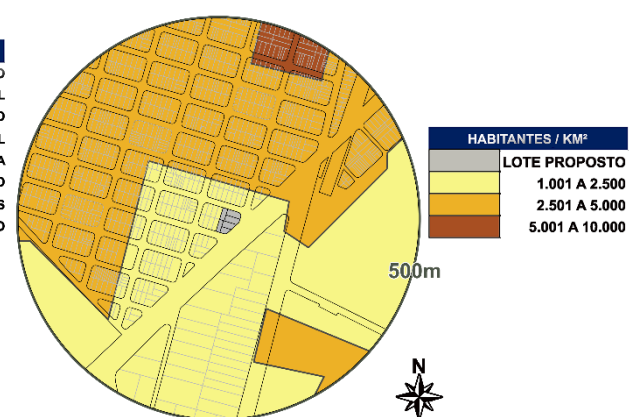 D
L
D
L
A
D
S
O
HABITANTES / KM²
LOTE PROPOSTO
1.001 A 2.500
2.501 A 5.000
5.001 A 10.000
500m
N